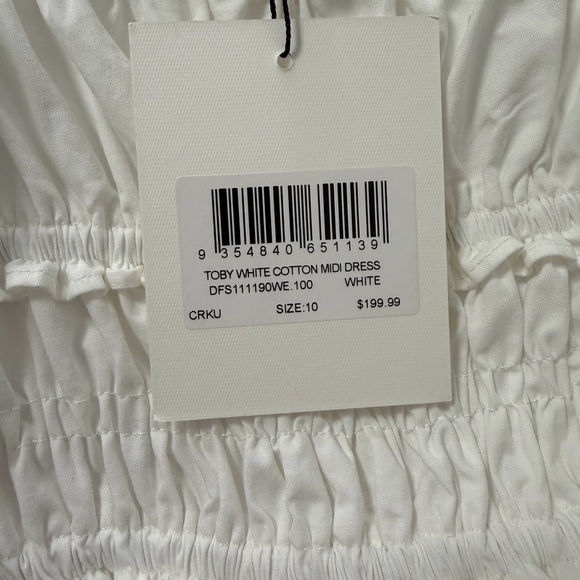 9 354840 651139
TOBY WHITE COTTON MIDI DRESS
DFS111190WE.100 WHITE
CRKU SIZE:10 $199.99